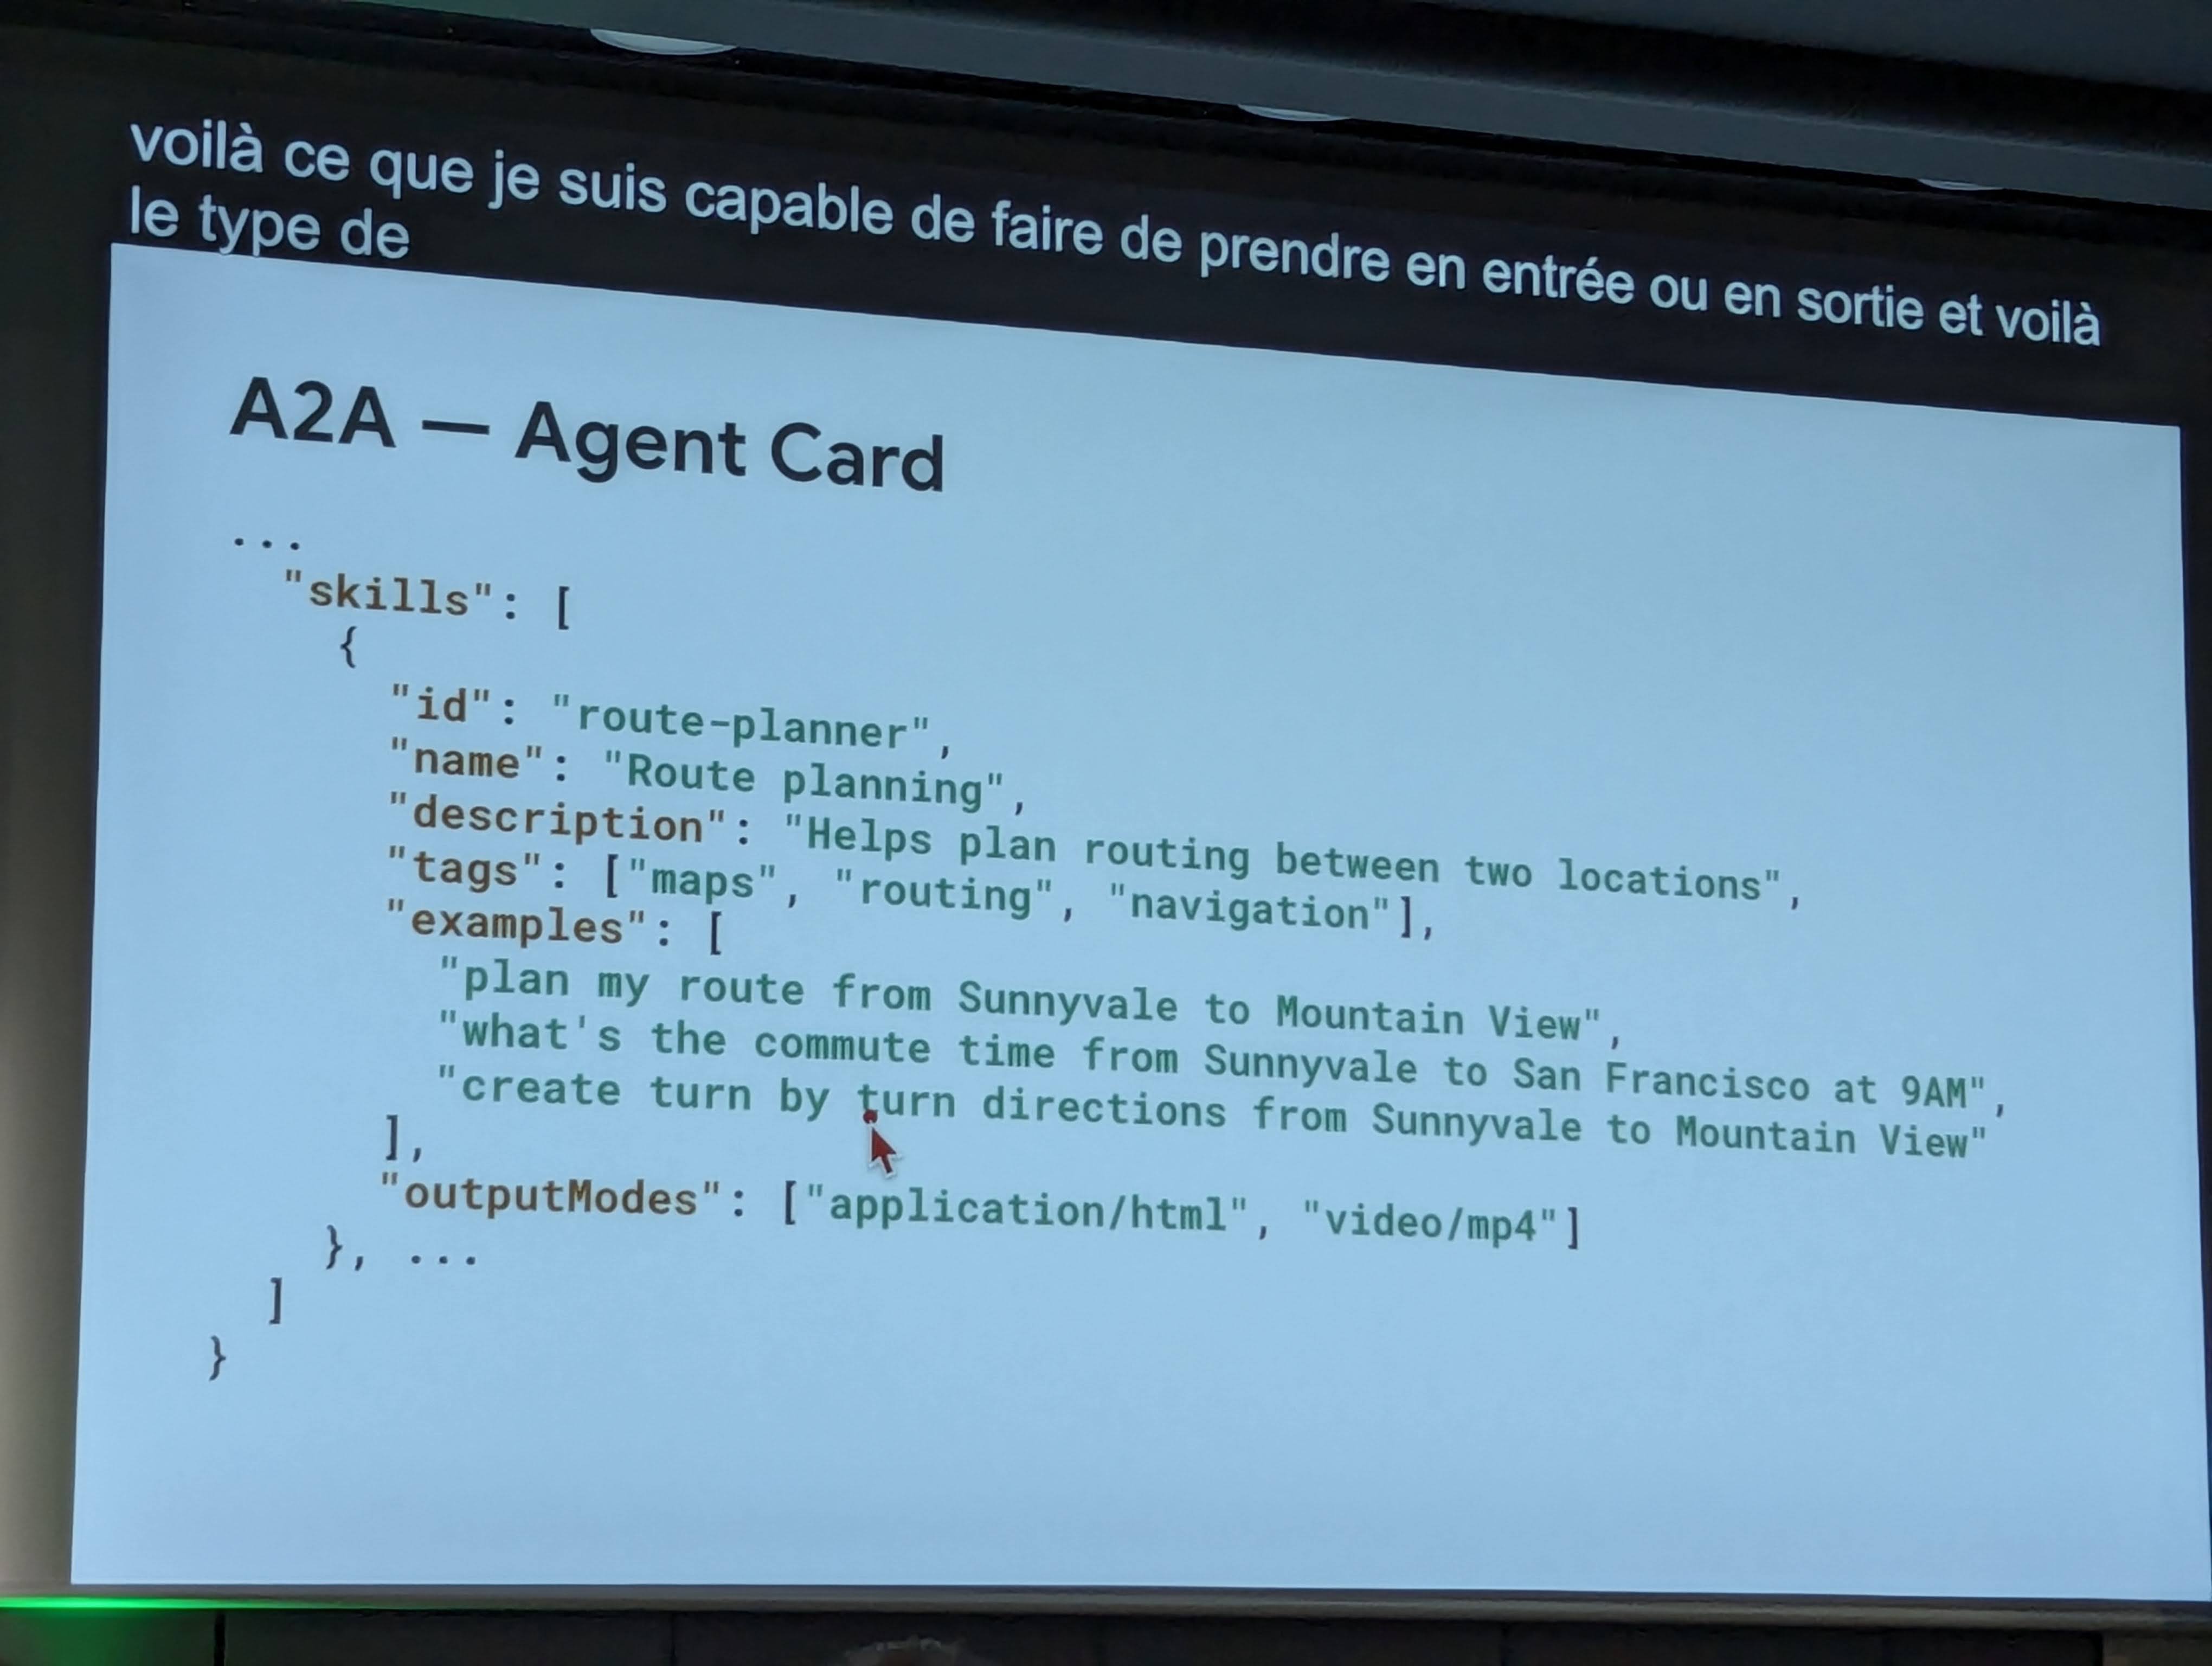 voilà ce que je suis capable de faire de prendre en entrée ou en sortie et voilà
le type de
A2A — Agent Card
...
"skills": [
{
"id": "route-planner",
"name": "Route planning",
"description": "Helps plan routing between two locations",
"tags": ["maps", "routing", "navigation"],
"examples": [
"plan my route from Sunnyvale to Mountain View",
"what's the commute time from Sunnyvale to San Francisco at 9AM",
"create turn by turn directions from Sunnyvale to Mountain View"
],
"outputModes": ["application/html", "video/mp4"]
}, ...
]
}